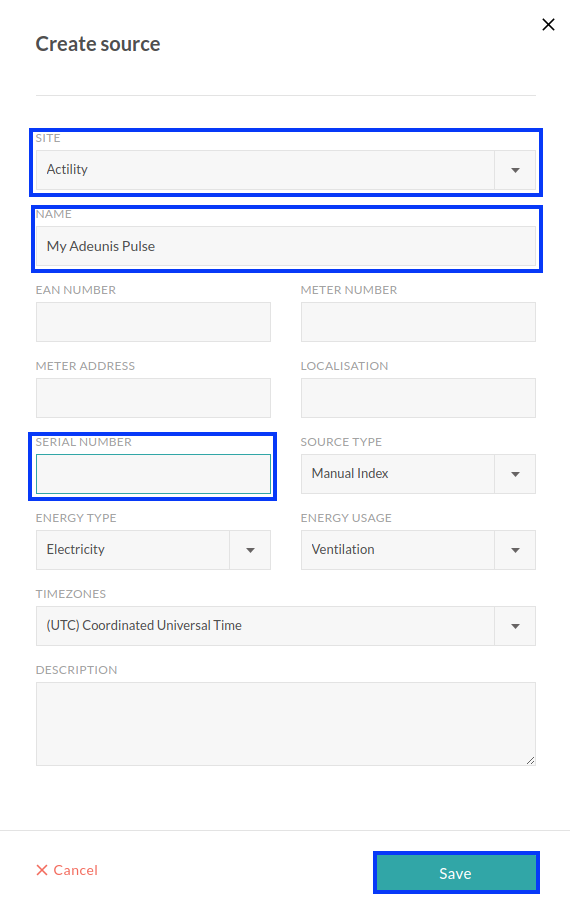 Create source
SITE
Actility
NAME
My Adeunis Pulse
EAN NUMBER
METER NUMBER
METER ADDRESS
LOCALISATION
SERIAL NUMBER
SOURCE TYPE
Manual Index
ENERGY TYPE
ENERGY USAGE
Electricity
Ventilation
TIMEZONES
(UTC) Coordinated Universal Time
DESCRIPTION
Cancel
Save